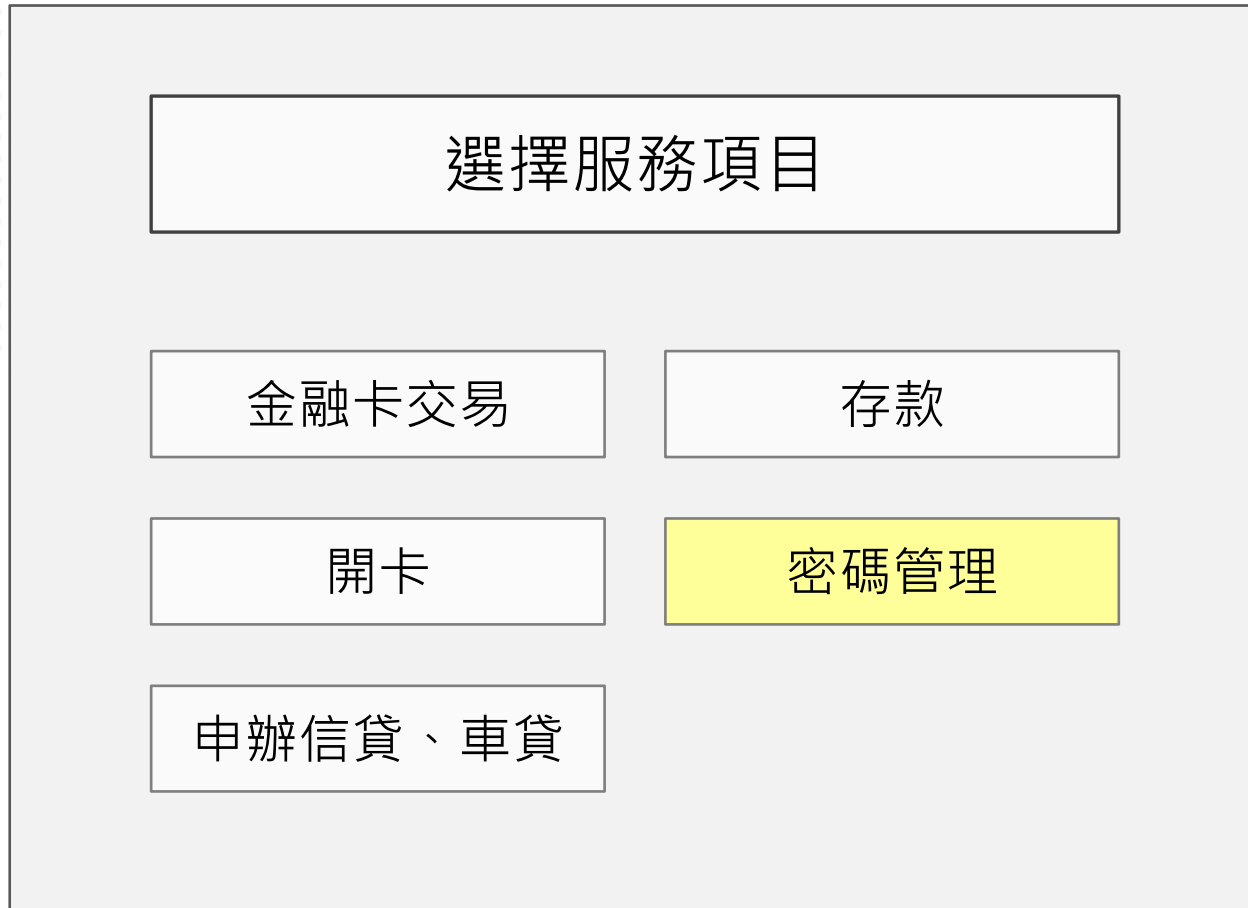 選擇服務項目
金融卡交易
存款
開卡
密碼管理
申辦信貸、車貸